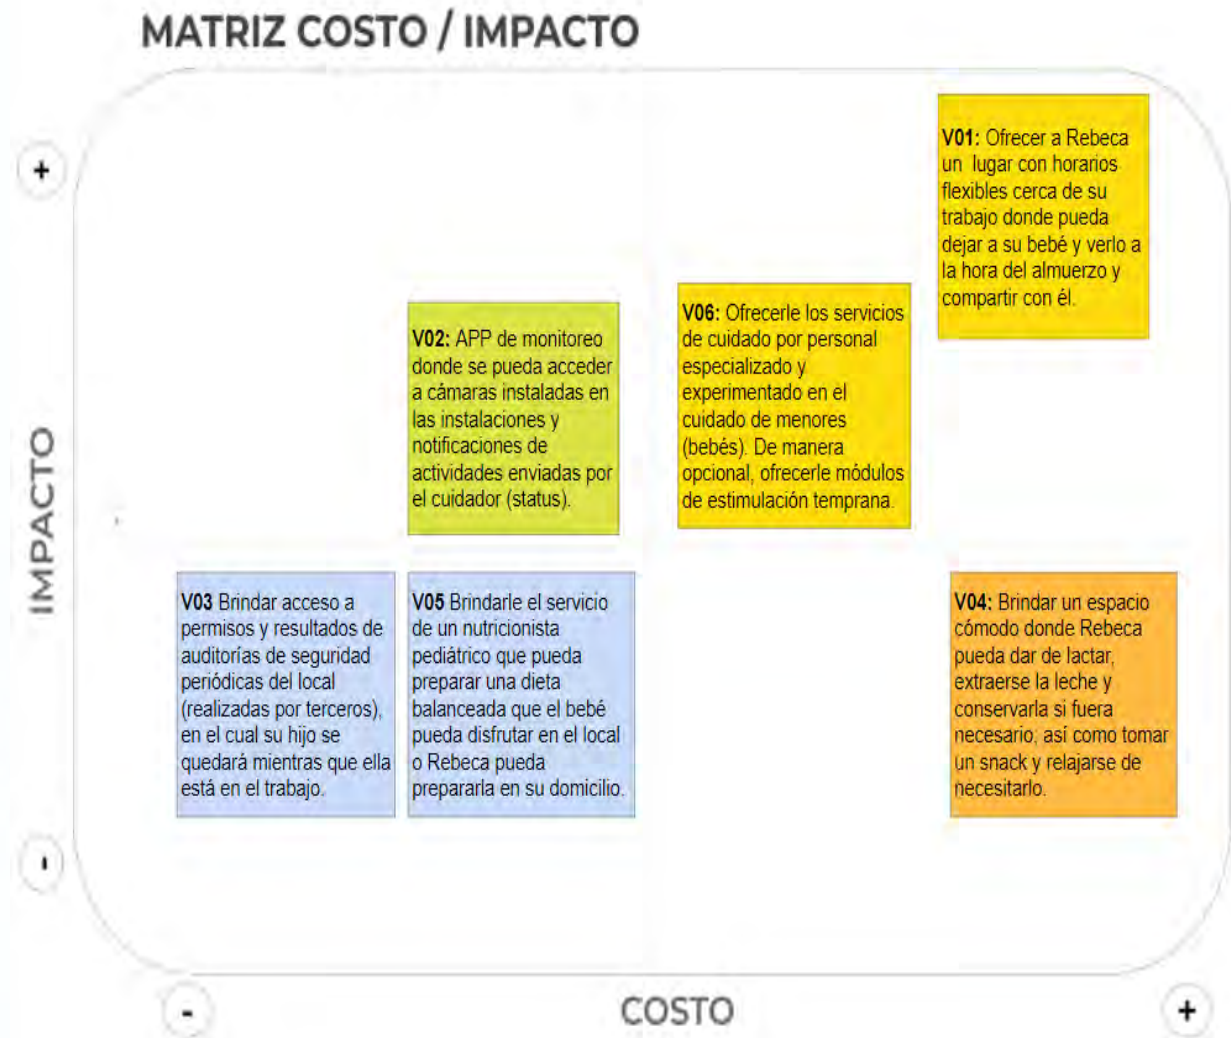 MATRIZ COSTO / IMPACTO
+
V01: Ofrecer a Rebeca
un lugar con horarios
flexibles cerca de su
trabajo donde pueda
dejar a su bebé y verlo a
la hora del almuerzo y
compartir con él.
V02: APP de monitoreo
donde se pueda acceder
a cámaras instaladas en
las instalaciones y
notificaciones de
actividades enviadas por
el cuidador (status).
V06: Ofrecerle los servicios
de cuidado por personal
especializado y
experimentado en el
cuidado de menores
(bebés). De manera
opcional, ofrecerle módulos
de estimulación temprana.
IMPACTO
V03 Brindar acceso a
permisos y resultados de
auditorías de seguridad
periódicas del local
(realizadas por terceros),
en el cual su hijo se
quedará mientras que ella
está en el trabajo.
V05 Brindarle el servicio
de un nutricionista
pediátrico que pueda
preparar una dieta
balanceada que el bebé
pueda disfrutar en el local
o Rebeca pueda
prepararla en su domicilio.
V04: Brindar un espacio
cómodo donde Rebeca
pueda dar de lactar,
extraerse la leche y
conservarla si fuera
necesario, así como tomar
un snack y relajarse de
necesitarlo.
-
-
COSTO
+